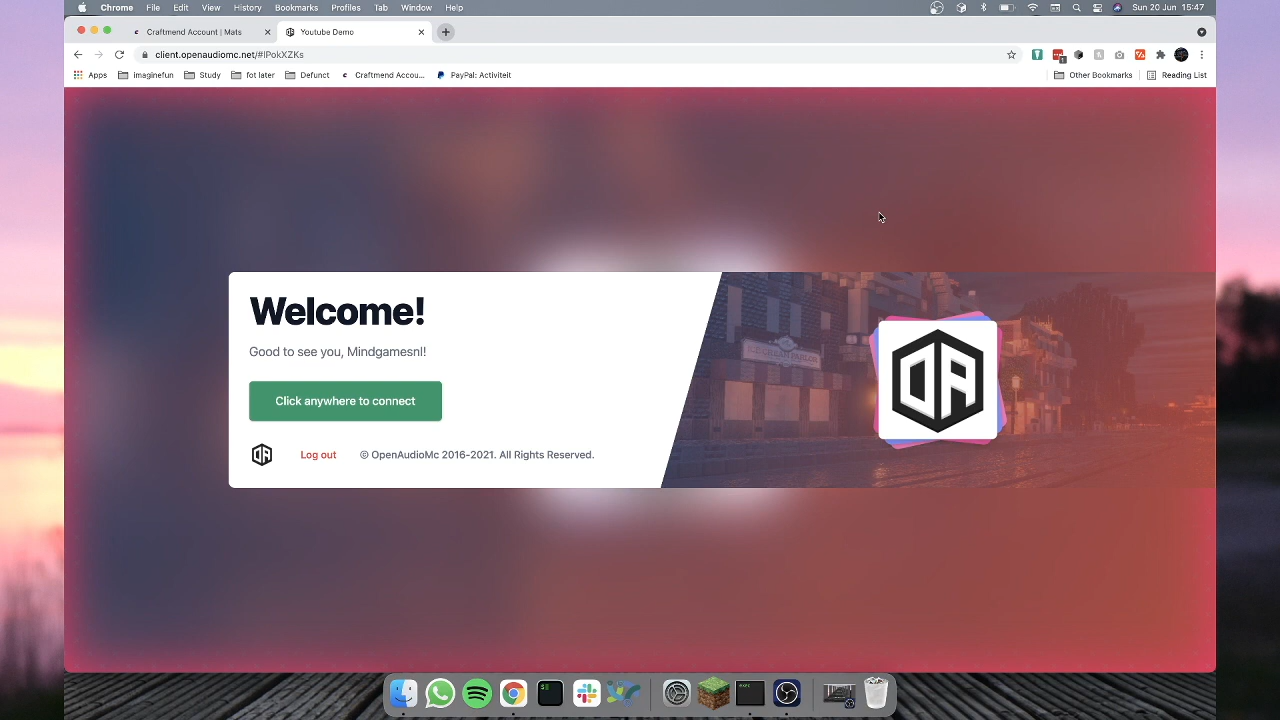 Chrome File Edit View History Bookmarks Profiles Tab Window Help Sun 20 Jun 15:47
Craftmend Account | Mats Youtube Demo
client.openaudiomc.net/#lPokXZKs
Apps imaginefun Study fot later Defunct Craftmend Accou... PayPal: Activiteit Other Bookmarks Reading List
Welcome!
Good to see you, Mindgamesnl!
Click anywhere to connect
Log out © OpenAudioMc 2016-2021. All Rights Reserved.